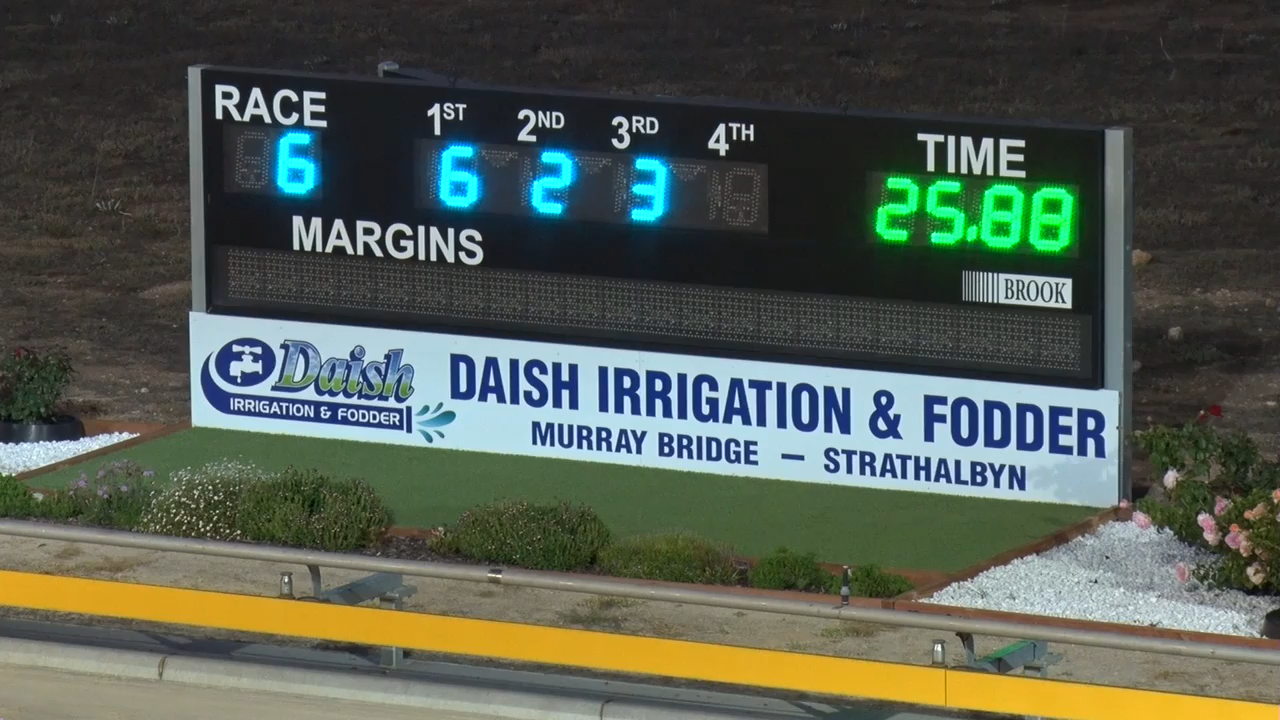 RACE 1ST 2ND 3RD 4TH TIME
6 6 2 3 25.88
MARGINS
BROOK
Daish
IRRIGATION & FODDER
DAISH IRRIGATION & FODDER
MURRAY BRIDGE – STRATHALBYN